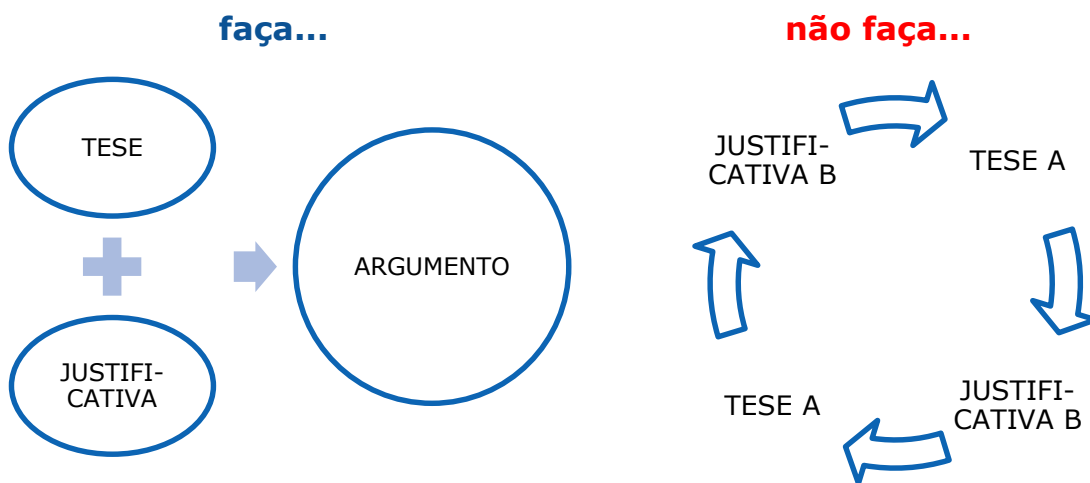 faça...
TESE
JUSTIFI-
CATIVA
ARGUMENTO
não faça...
JUSTIFI-
CATIVA B
TESE A
JUSTIFI-
CATIVA B
TESE A